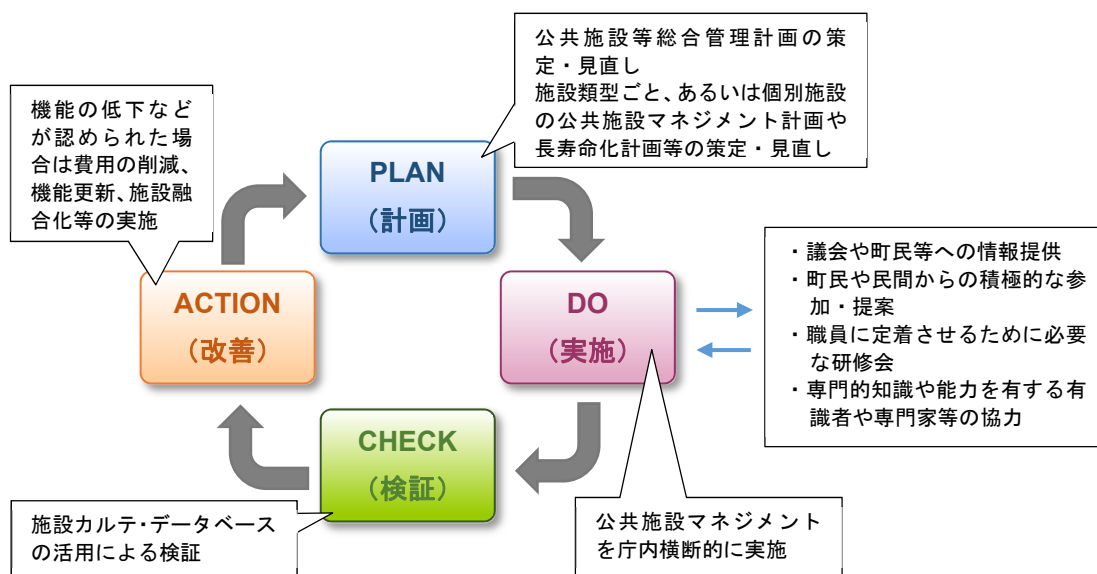 公共施設等総合管理計画の策
定・見直し
施設類型ごと、あるいは個別施設
の公共施設マネジメント計画や
長寿命化計画等の策定・見直し
機能の低下など
が認められた場
合は費用の削減、
機能更新、施設融
合化等の実施
PLAN
（計画）
ACTION
（改善）
DO
（実施）
・議会や町民等への情報提供
・町民や民間からの積極的な参
加・提案
・職員に定着させるために必要
な研修会
・専門的知識や能力を有する有
識者や専門家等の協力
CHECK
（検証）
施設カルテ・データベース
の活用による検証
公共施設マネジメント
を庁内横断的に実施